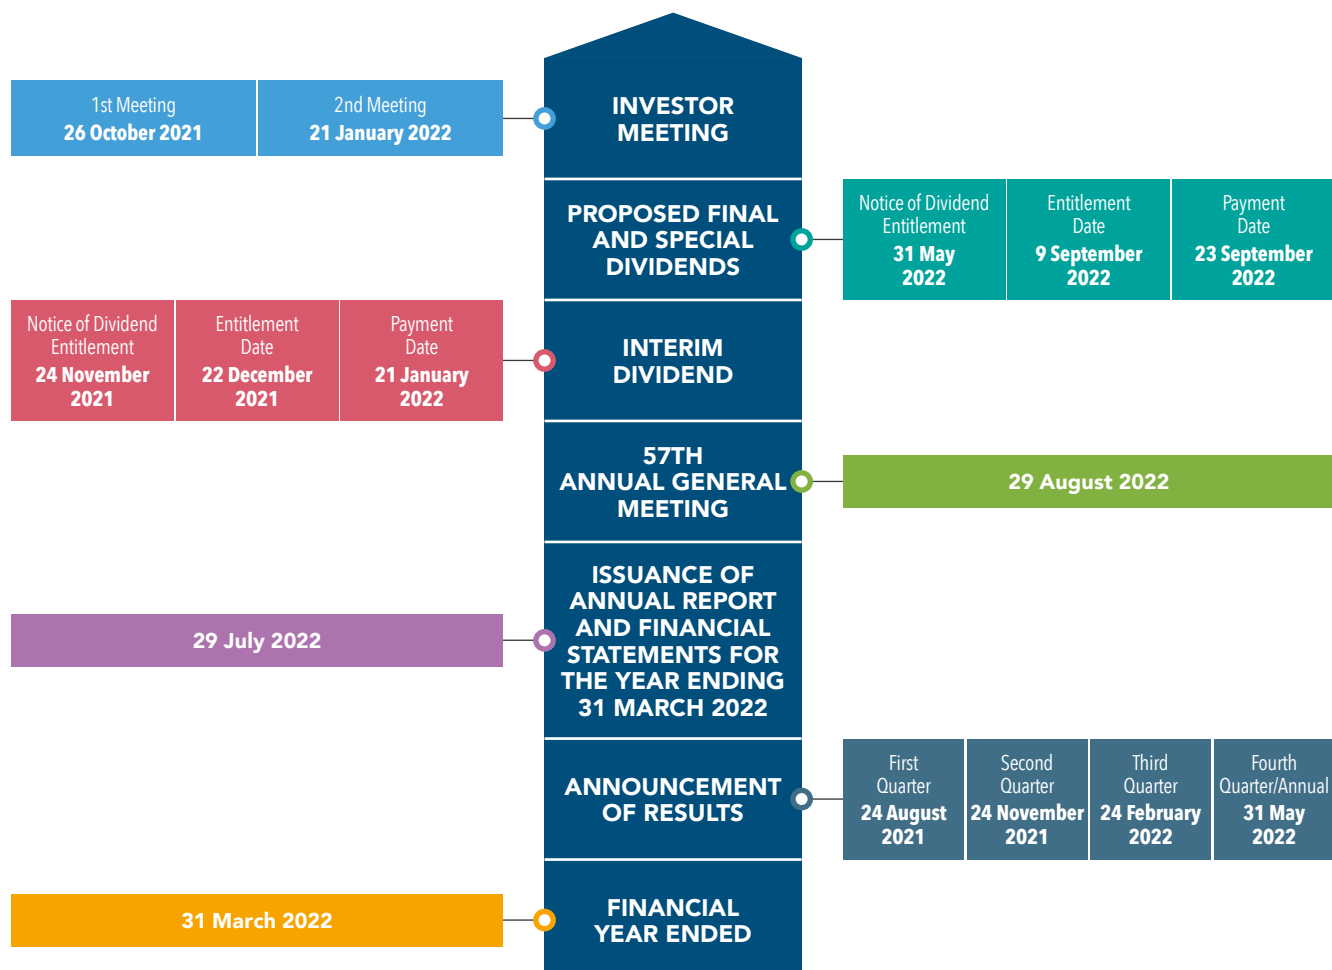 1st Meeting
26 October 2021
2nd Meeting
21 January 2022
INVESTOR
MEETING
PROPOSED FINAL
AND SPECIAL
DIVIDENDS
Notice of Dividend
Entitlement
31 May
2022
Entitlement
Date
9 September
2022
Payment
Date
23 September
2022
Notice of Dividend
Entitlement
24 November
2021
Entitlement
Date
22 December
2021
Payment
Date
21 January
2022
INTERIM
DIVIDEND
57TH
ANNUAL GENERAL
MEETING
29 August 2022
29 July 2022
ISSUANCE OF
ANNUAL REPORT
AND FINANCIAL
STATEMENTS FOR
THE YEAR ENDING
31 MARCH 2022
ANNOUNCEMENT
OF RESULTS
First
Quarter
24 August
2021
Second
Quarter
24 November
2021
Third
Quarter
24 February
2022
Fourth
Quarter/Annual
31 May
2022
31 March 2022
FINANCIAL
YEAR ENDED